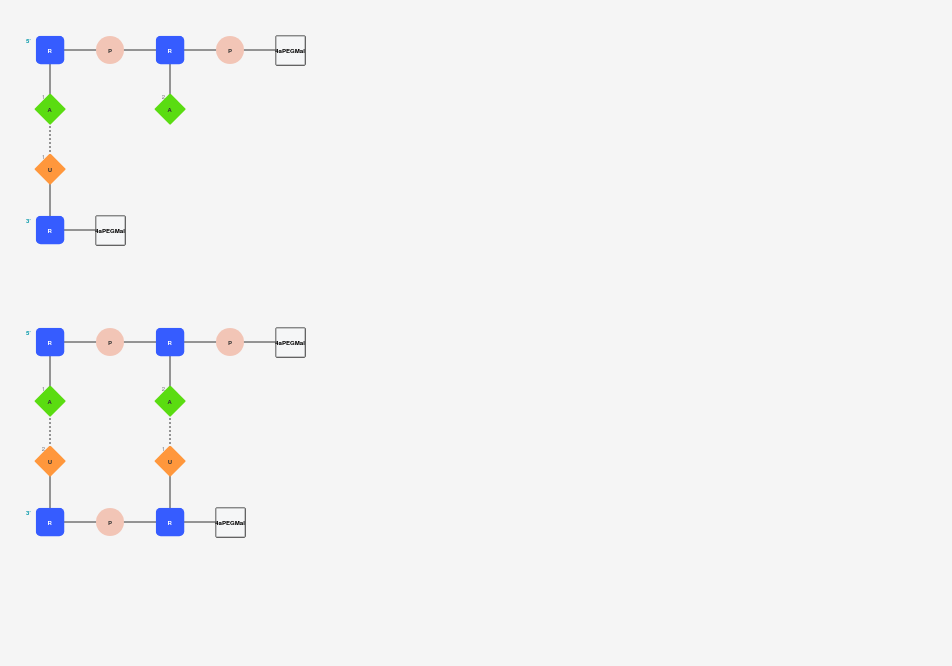 5' R P R P 4aPEGMal
1 A 2 A
1 U
3' R 4aPEGMal
5' R P R P 4aPEGMal
1 A 2 A
2 U 1 U
3' R P R 4aPEGMal